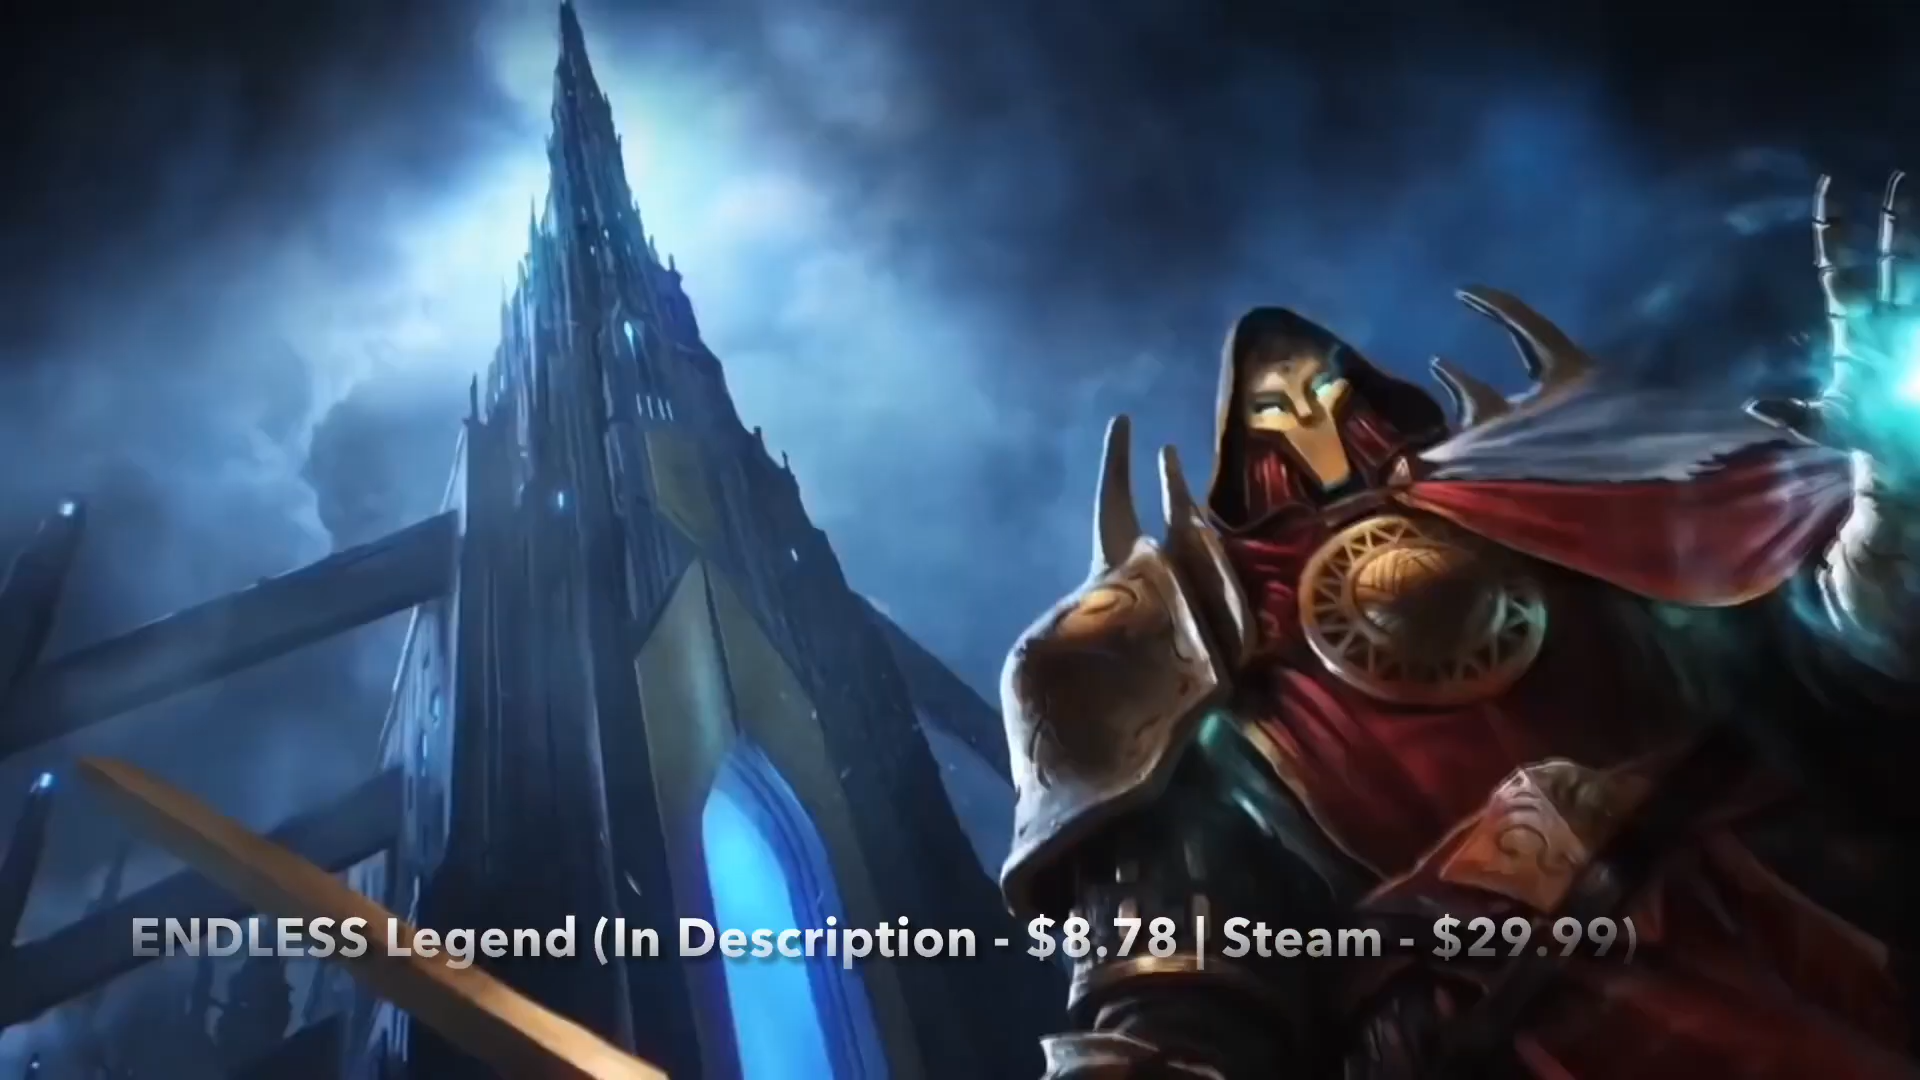 ENDLESS Legend (In Description - $8.78 | Steam - $29.99)